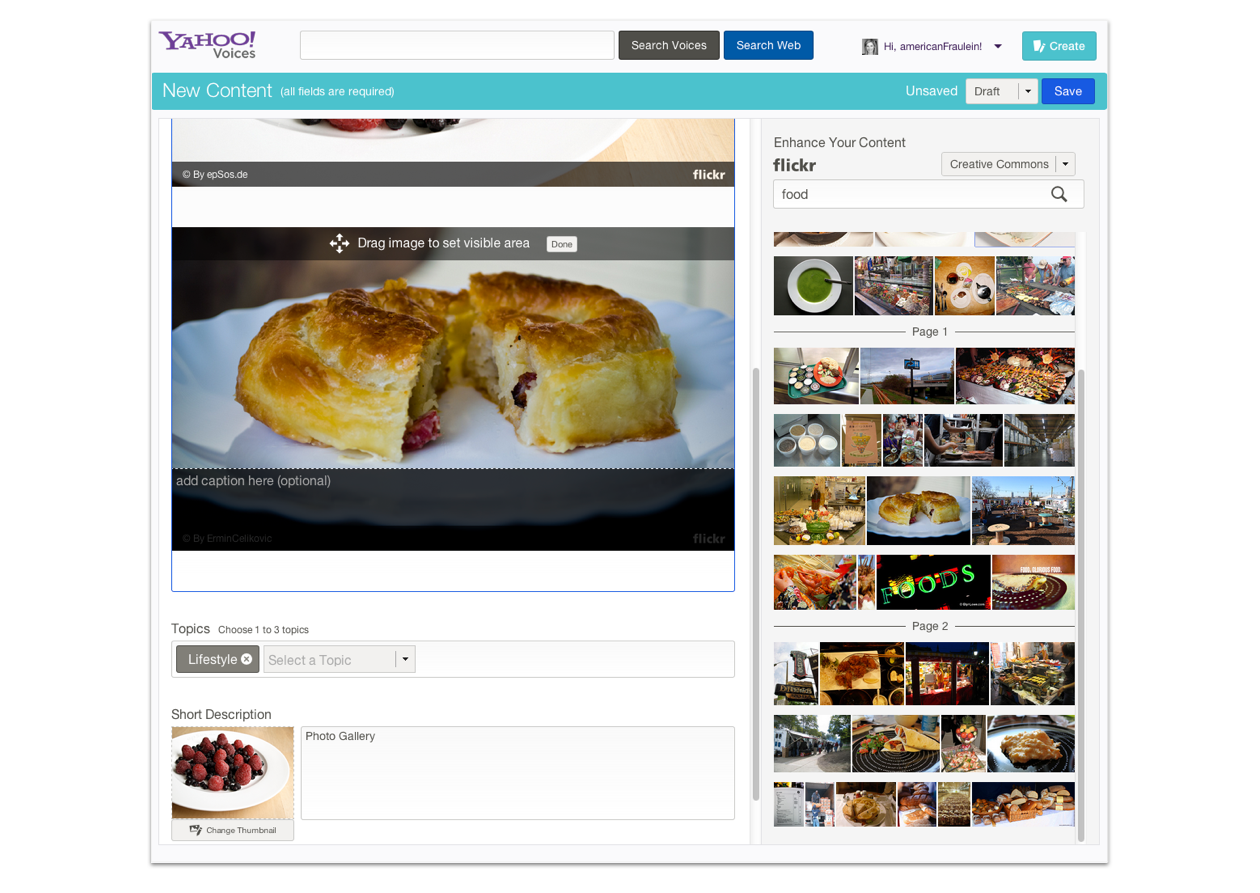 YAHOO!
Voices
Search Voices
Search Web
Hi, americanFraulein!
Create
New Content (all fields are required)
Unsaved
Draft
Save
© By epSos.de
flickr
Drag image to set visible area
Done
add caption here (optional)
© By ErminCelikovic
flickr
Topics Choose 1 to 3 topics
Lifestyle
Select a Topic
Short Description
Photo Gallery
Change Thumbnail
Enhance Your Content
flickr
Creative Commons
food
Page 1
FOODS
FOOD, GLORIOUS FOOD.
Page 2